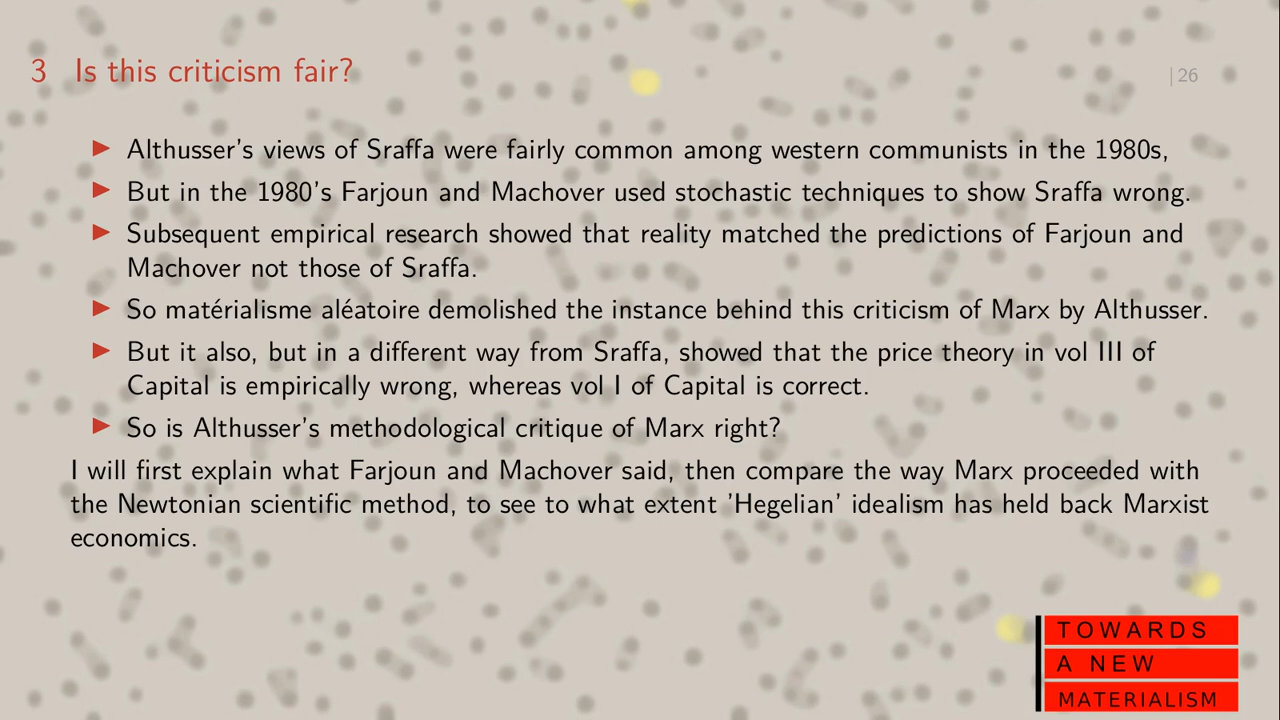 3 Is this criticism fair?
| 26
▶ Althusser's views of Sraffa were fairly common among western communists in the 1980s,
▶ But in the 1980's Farjoun and Machover used stochastic techniques to show Sraffa wrong.
▶ Subsequent empirical research showed that reality matched the predictions of Farjoun and
Machover not those of Sraffa.
▶ So matérialisme aléatoire demolished the instance behind this criticism of Marx by Althusser.
▶ But it also, but in a different way from Sraffa, showed that the price theory in vol III of
Capital is empirically wrong, whereas vol I of Capital is correct.
▶ So is Althusser's methodological critique of Marx right?
I will first explain what Farjoun and Machover said, then compare the way Marx proceeded with
the Newtonian scientific method, to see to what extent 'Hegelian' idealism has held back Marxist
economics.
TOWARDS
A NEW
MATERIALISM